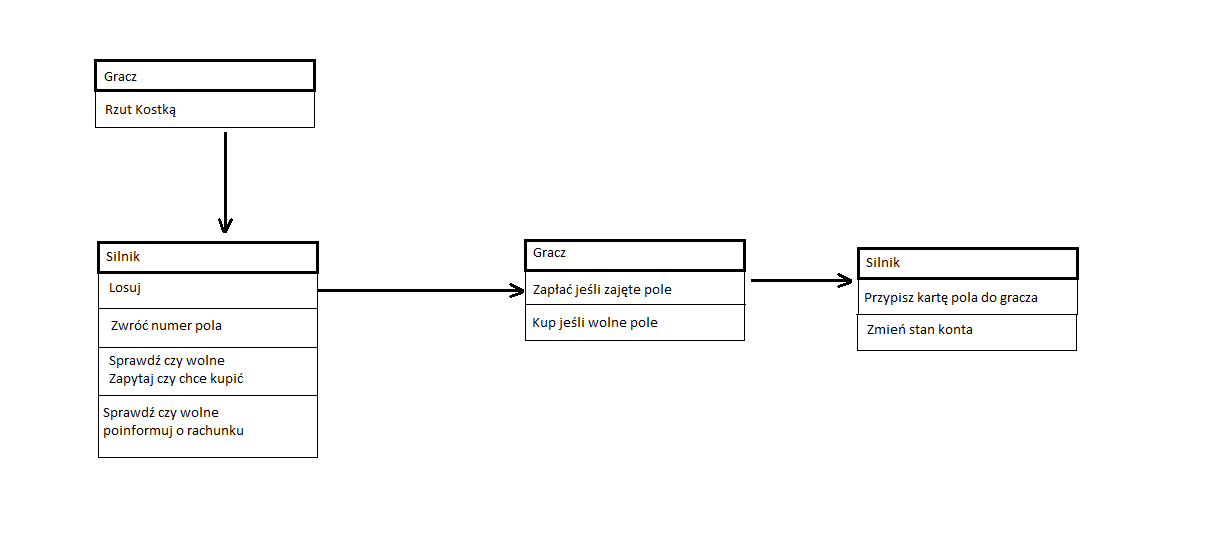 Gracz
Rzut Kostką
Silnik
Losuj
Zwróć numer pola
Sprawdź czy wolne
Zapytaj czy chce kupić
Sprawdź czy wolne
poinformuj o rachunku
Gracz
Zapłać jeśli zajęte pole
Kup jeśli wolne pole
Silnik
Przypisz kartę pola do gracza
Zmień stan konta